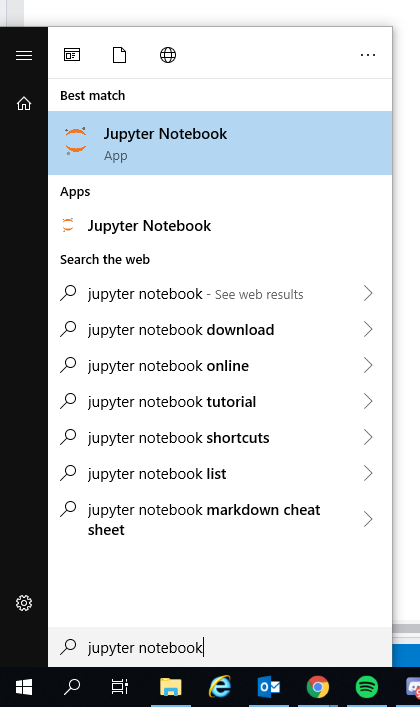 Best match
Jupyter Notebook
App
Apps
Jupyter Notebook
Search the web
jupyter notebook - See web results
jupyter notebook download
jupyter notebook online
jupyter notebook tutorial
jupyter notebook shortcuts
jupyter notebook list
jupyter notebook markdown cheat
sheet
jupyter notebook